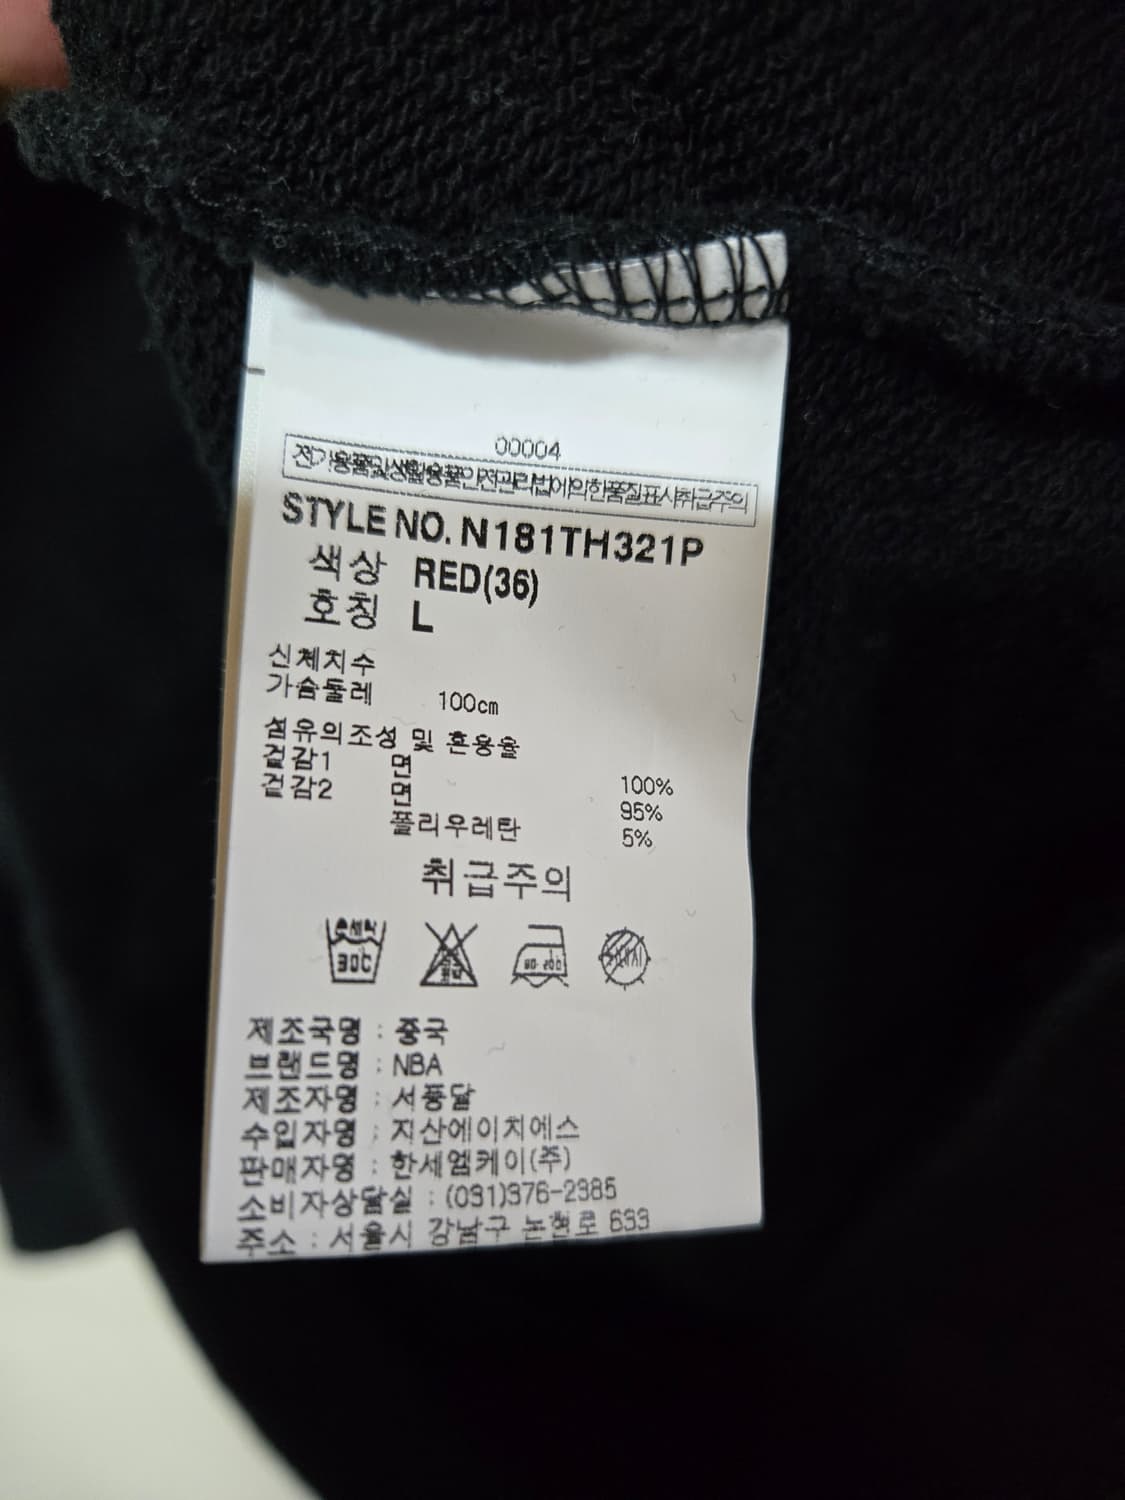 00004
전기용품및생활용품안전관리법에의한품질표시취급주의
STYLE NO. N181TH321P
색상 RED(36)
호칭 L
신체치수
가슴둘레 100cm
섬유의조성 및 혼용율
겉감1 면 100%
겉감2 면 95%
폴리우레탄 5%
취급주의
30C
제조국명 : 중국
브랜드명 : NBA
제조자명 : 서풍달
수입자명 : 지산에이치에스
판매자명 : 한세엠케이(주)
소비자상담실 : (031)376-2385
주소 : 서울시 강남구 논현로 633